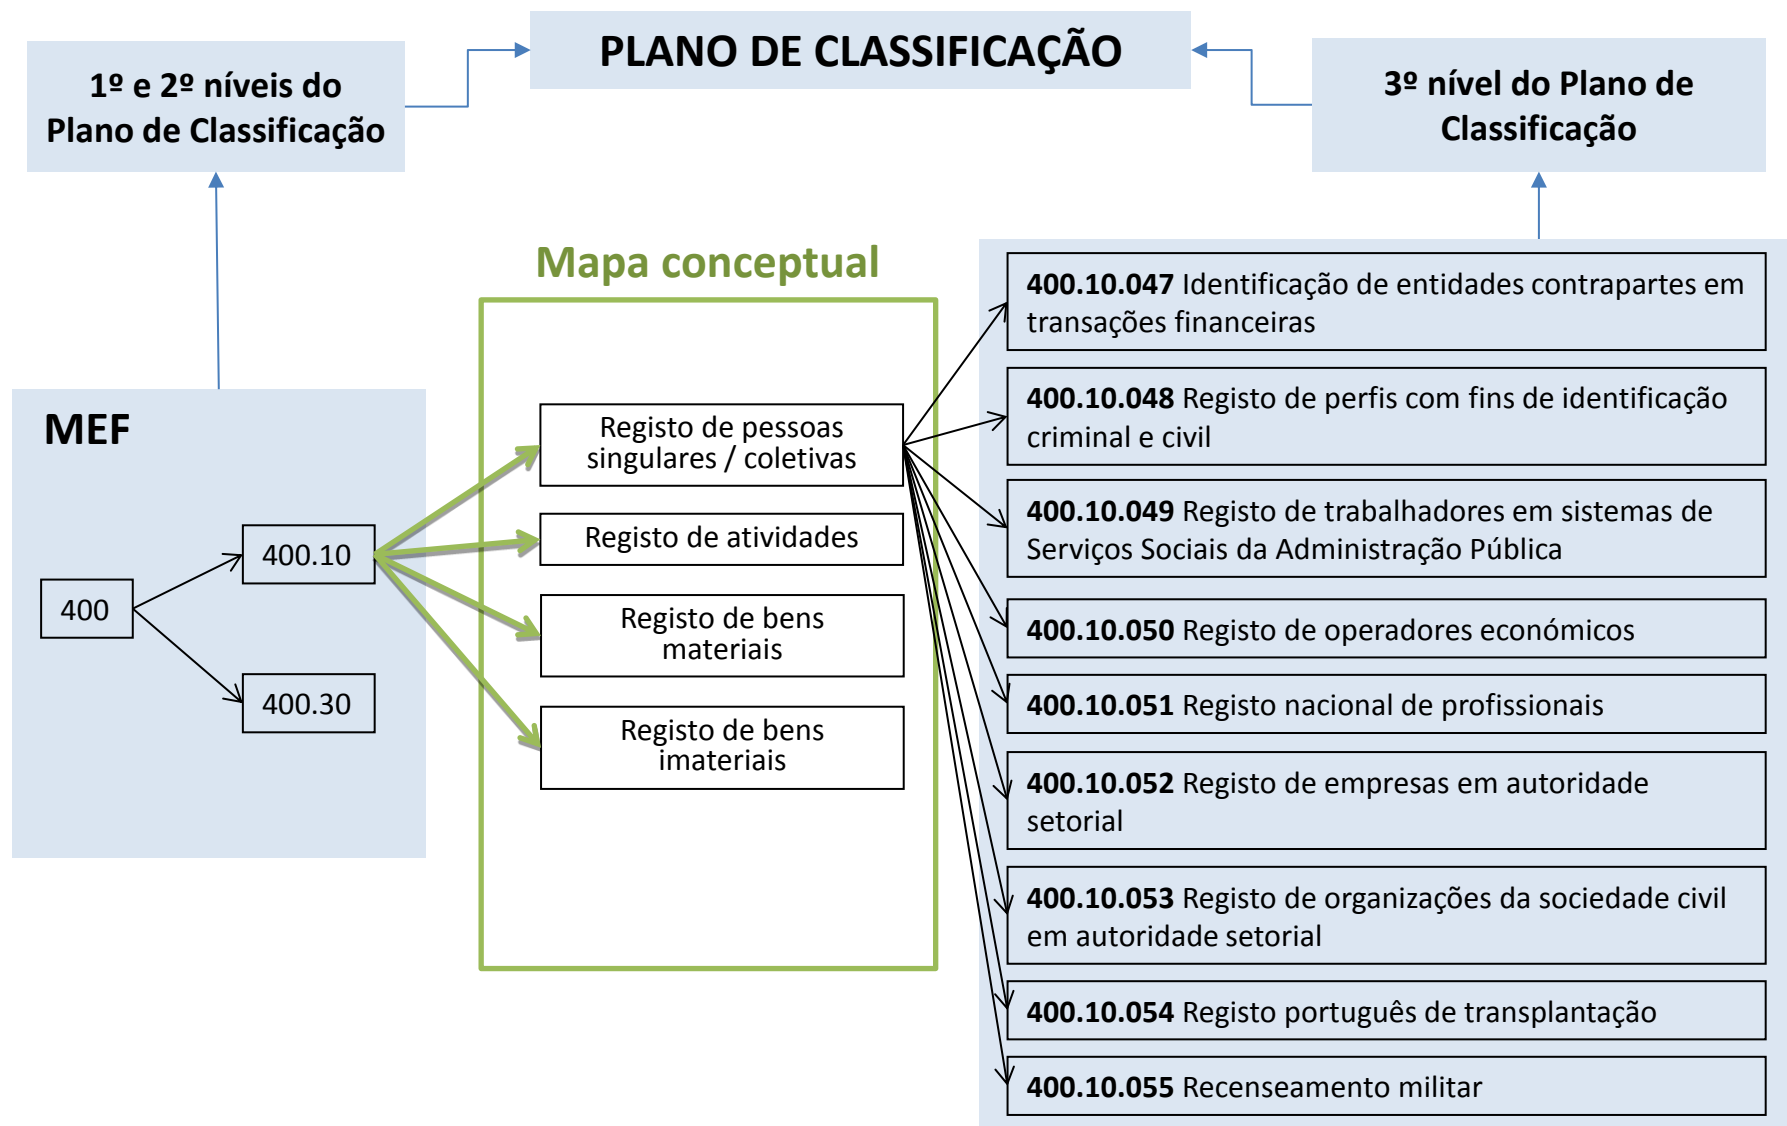 PLANO DE CLASSIFICAÇÃO
1º e 2º níveis do
Plano de Classificação
3º nível do Plano de
Classificação
MEF
400
400.10
400.30
Mapa conceptual
Registo de pessoas
singulares / coletivas
Registo de atividades
Registo de bens
materiais
Registo de bens
imateriais
400.10.047 Identificação de entidades contrapartes em
transações financeiras
400.10.048 Registo de perfis com fins de identificação
criminal e civil
400.10.049 Registo de trabalhadores em sistemas de
Serviços Sociais da Administração Pública
400.10.050 Registo de operadores económicos
400.10.051 Registo nacional de profissionais
400.10.052 Registo de empresas em autoridade
setorial
400.10.053 Registo de organizações da sociedade civil
em autoridade setorial
400.10.054 Registo português de transplantação
400.10.055 Recenseamento militar